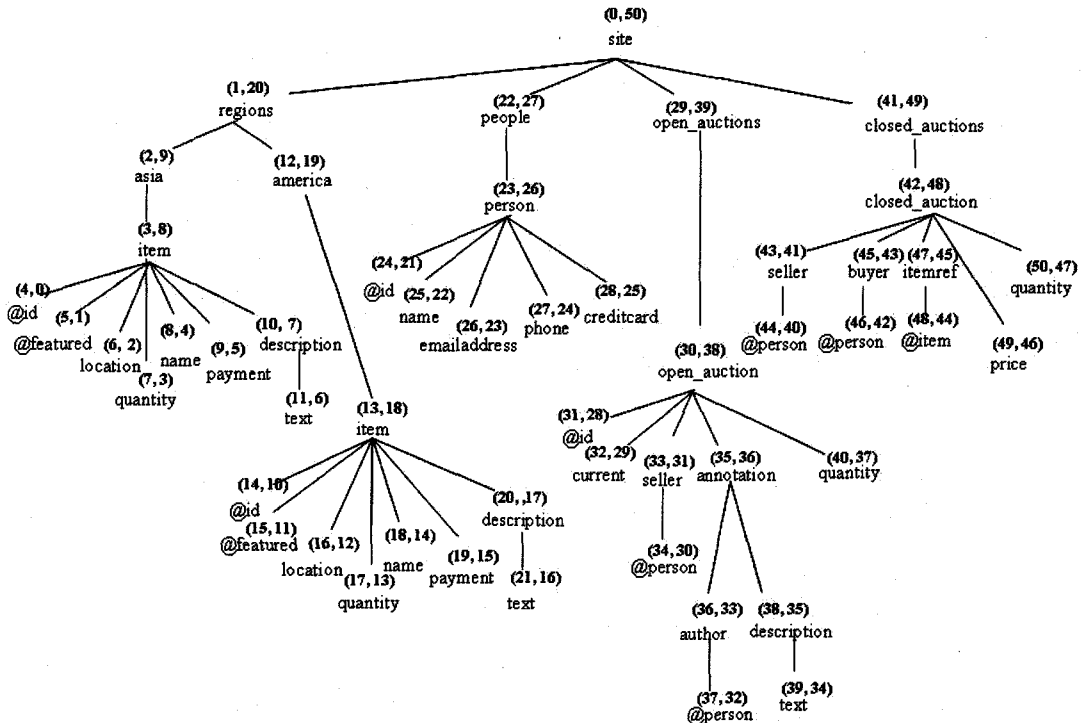 (0, 50)
site
(1, 20)
regions
(22, 27)
people
(29, 39)
open_auctions
(41, 49)
closed_auctions
(2, 9)
asia
(12, 19)
america
(23, 26)
person
(42, 48)
closed_auction
(3, 8)
item
(24, 21)
@id
(25, 22)
name
(26, 23)
emailaddress
(27, 24)
phone
(28, 25)
creditcard
(43, 41)
seller
(45, 43)
buyer
(47, 45)
itemref
(50, 47)
quantity
(4, 0)
@id
(5, 1)
@featured
(6, 2)
location
(7, 3)
quantity
(8, 4)
name
(9, 5)
payment
(10, 7)
description
(11, 6)
text
(44, 40)
@person
(46, 42)
@person
(48, 44)
@item
(49, 46)
price
(30, 38)
open_auction
(13, 18)
item
(31, 28)
@id
(32, 29)
current
(33, 31)
seller
(35, 36)
annotation
(40, 37)
quantity
(14, 10)
@id
(15, 11)
@featured
(16, 12)
location
(17, 13)
quantity
(18, 14)
name
(19, 15)
payment
(20, ,17)
description
(21, 16)
text
(34, 30)
@person
(36, 33)
author
(38, 35)
description
(37, 32)
@person
(39, 34)
text